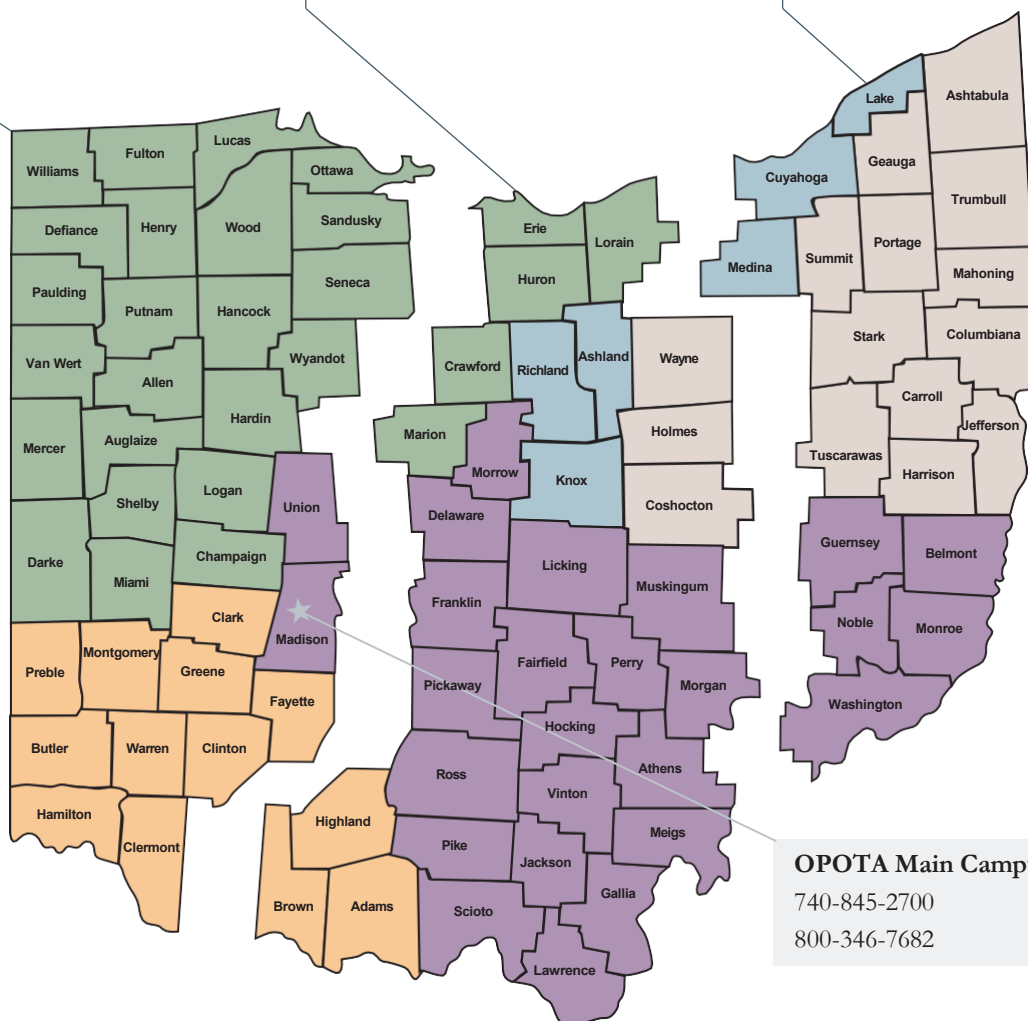 Williams
Fulton
Lucas
Ottawa
Defiance
Henry
Wood
Sandusky
Paulding
Putnam
Hancock
Seneca
Van Wert
Allen
Wyandot
Mercer
Auglaize
Hardin
Shelby
Logan
Union
Darke
Miami
Champaign
Clark
Madison
Preble
Montgomery
Greene
Fayette
Butler
Warren
Clinton
Hamilton
Clermont
Erie
Lorain
Huron
Crawford
Richland
Ashland
Wayne
Marion
Morrow
Holmes
Knox
Coshocton
Delaware
Licking
Muskingum
Franklin
Fairfield
Perry
Pickaway
Morgan
Hocking
Ross
Athens
Vinton
Highland
Pike
Meigs
Jackson
Gallia
Brown
Adams
Scioto
Lawrence
Lake
Ashtabula
Geauga
Cuyahoga
Trumbull
Medina
Summit
Portage
Mahoning
Stark
Columbiana
Carroll
Jefferson
Tuscarawas
Harrison
Guernsey
Belmont
Noble
Monroe
Washington
OPOTA Main Camp
740-845-2700
800-346-7682